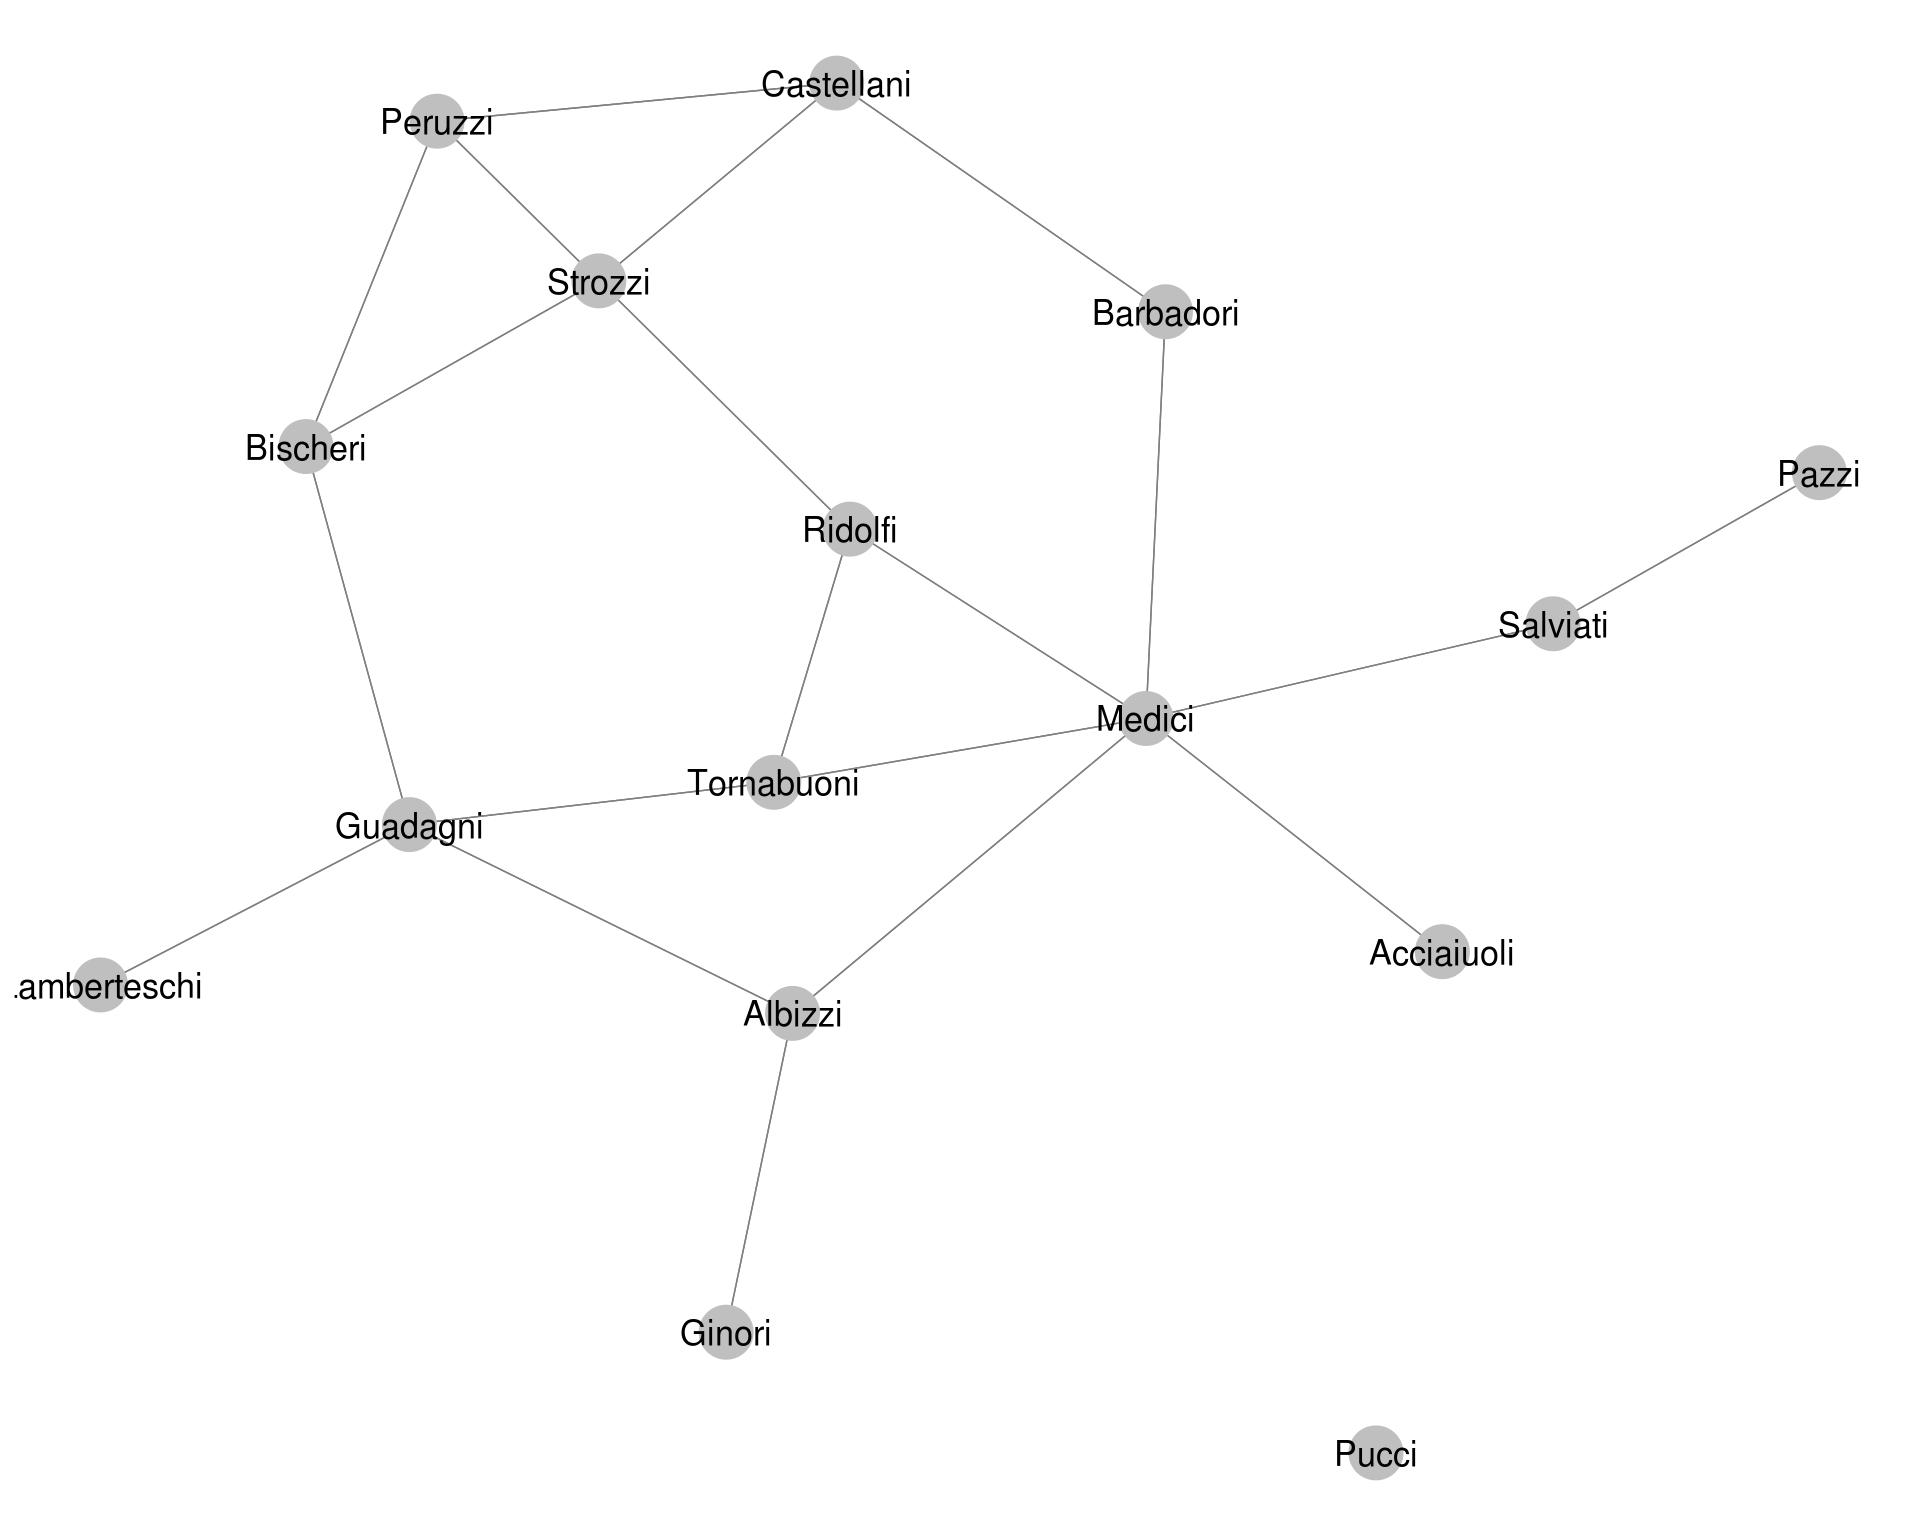 Castellani
Peruzzi
Strozzi
Barbadori
Bischeri
Pazzi
Ridolfi
Salviati
Medici
Tornabuoni
Guadagni
Acciaiuoli
.amberteschi
Albizzi
Ginori
Pucci